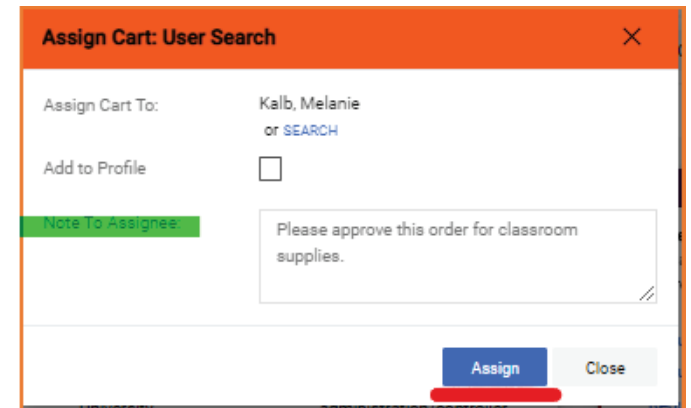 Assign Cart: User Search
Assign Cart To:
Kalb, Melanie
or SEARCH
Add to Profile
Note To Assignee:
Please approve this order for classroom
supplies.
Assign
Close